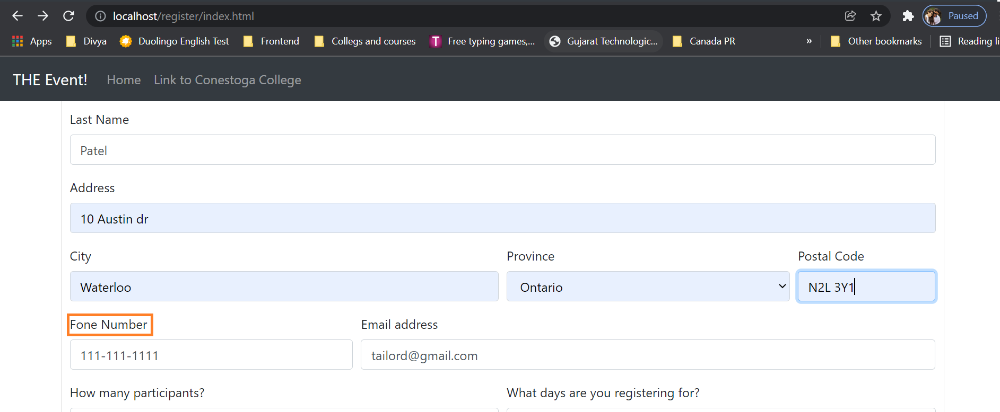 localhost/register/index.html
Paused
Apps Divya Duolingo English Test Frontend Collegs and courses T Free typing games,... Gujarat Technologic... Canada PR » Other bookmarks Reading li
THE Event! Home Link to Conestoga College
Last Name
Patel
Address
10 Austin dr
City Province Postal Code
Waterloo Ontario N2L 3Y1
Fone Number Email address
111-111-1111 tailord@gmail.com
How many participants? What days are you registering for?